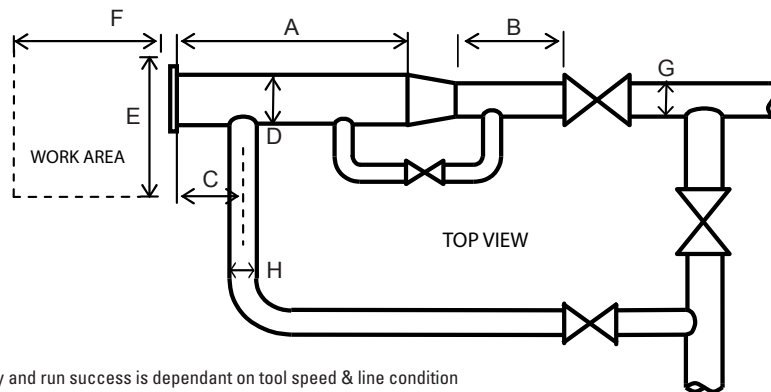 F
A
B
G
E
D
WORK AREA
C
TOP VIEW
H
and run success is dependant on tool speed & line condition